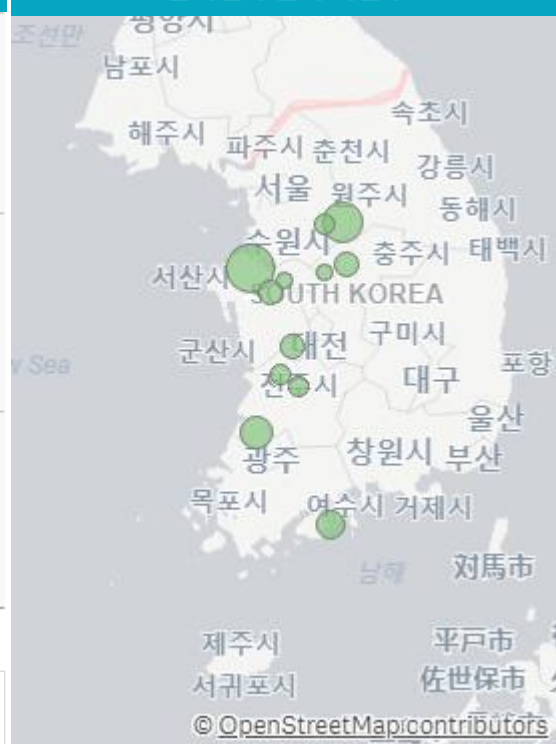 평양시
조선만
남포시
속초시
해주시
파주시 춘천시
강릉시
서울 원주시
동해시
수원시
충주시 태백시
서산시
SOUTH KOREA
구미시
군산시
대전
Sea
포항
전주시
대구
울산
광주
창원시 부산
목포시
여수시 거제시
남해
対馬市
제주시
平戸市
서귀포시
佐世保市
© OpenStreetMap contributors